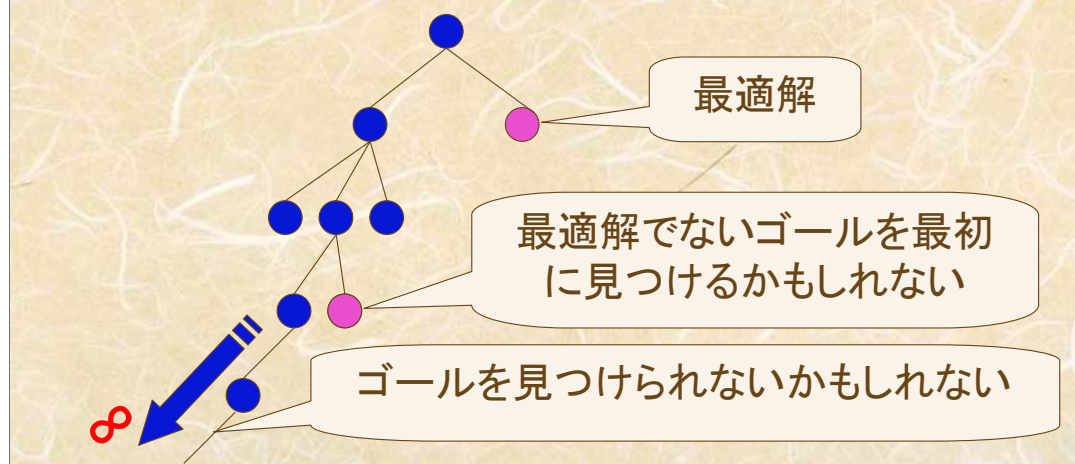 最適解
最適解でないゴールを最初
に見つけるかもしれない
ゴールを見つけられないかもしれない
∞